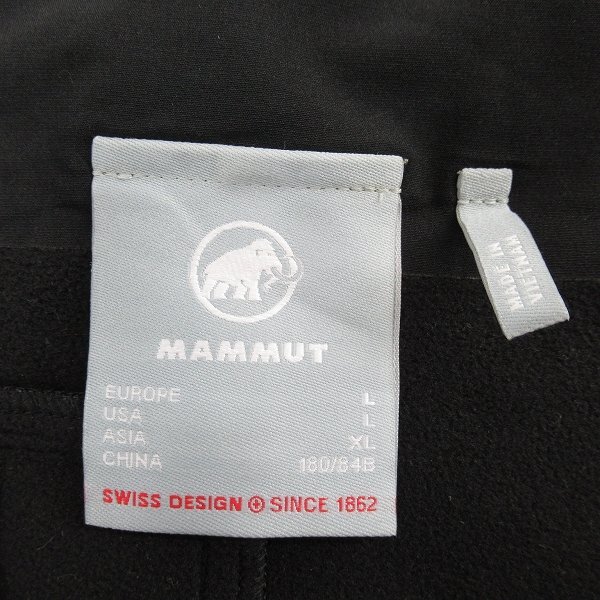 MAMMUT
EUROPE L
USA L
ASIA XL
CHINA 180/84B
SWISS DESIGN SINCE 1862
MADE IN
VIETNAM